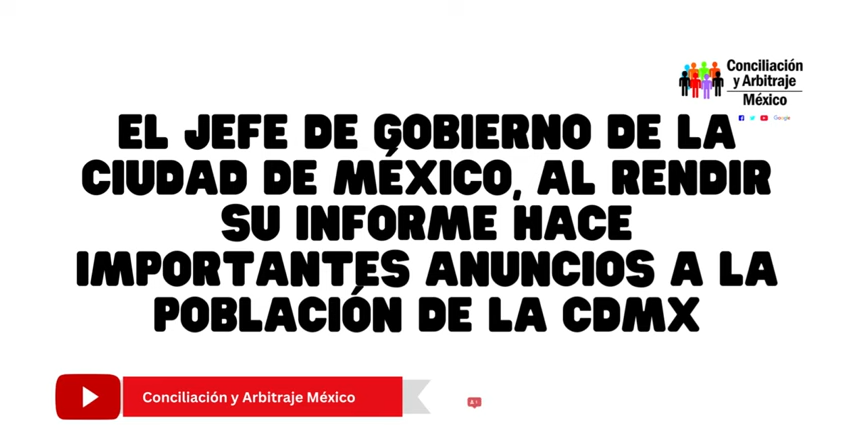 Conciliación
y Arbitraje
México
Google
EL JEFE DE GOBIERNO DE LA
CIUDAD DE MÉXICO, AL RENDIR
SU INFORME HACE
IMPORTANTES ANUNCIOS A LA
POBLACIÓN DE LA CDMX
Conciliación y Arbitraje México